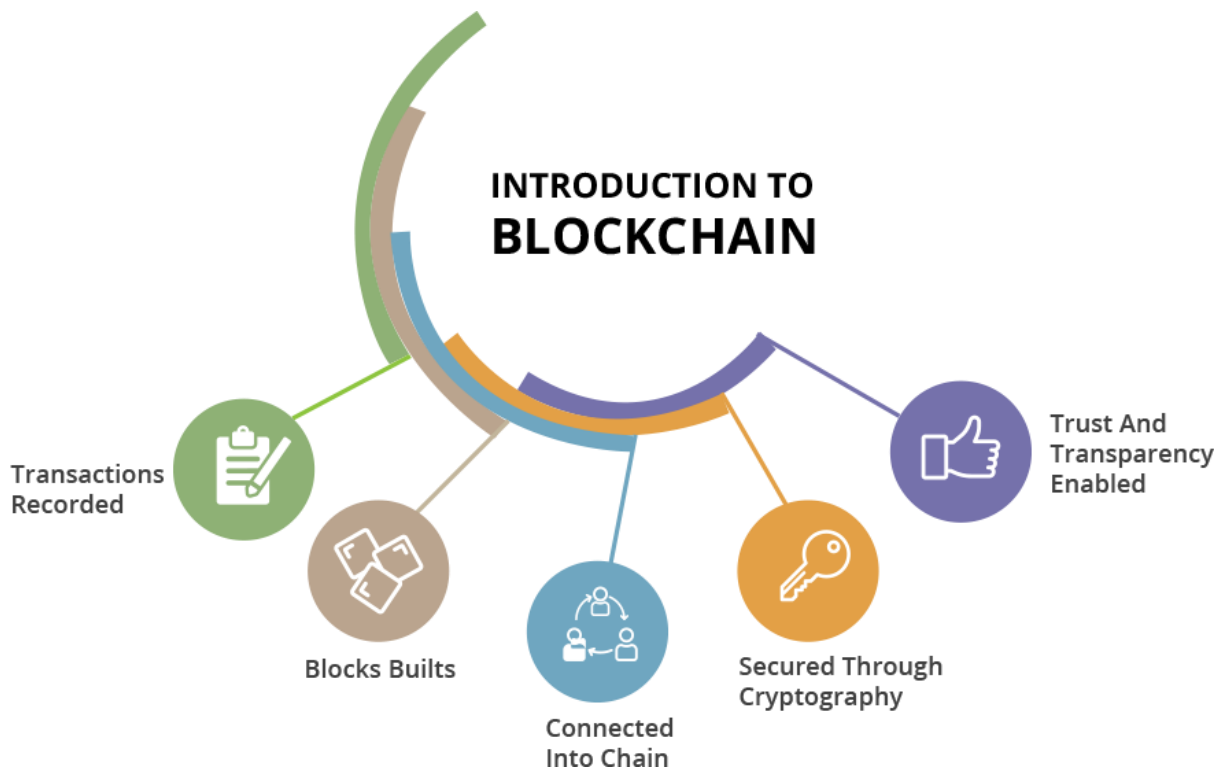 INTRODUCTION TO
BLOCKCHAIN
Transactions
Recorded
Blocks Builts
Connected
Into Chain
Secured Through
Cryptography
Trust And
Transparency
Enabled